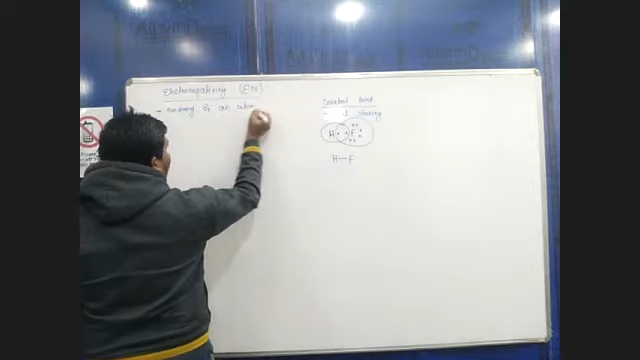 Electronegativity (EN)
→ tendency of an atom
Covalent Bond
→ sharing
H F
H—F